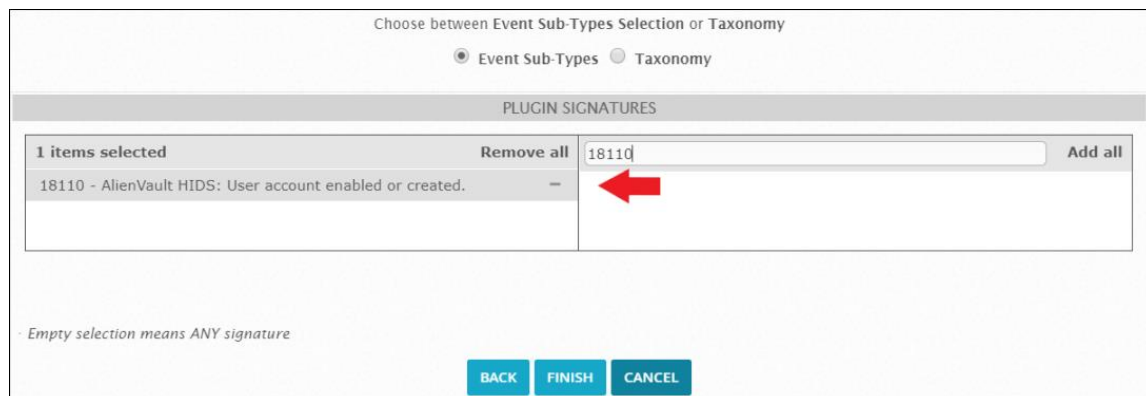 Choose between Event Sub-Types Selection or Taxonomy
Event Sub-Types Taxonomy
PLUGIN SIGNATURES
1 items selected Remove all 18110 Add all
18110 - AlienVault HIDS: User account enabled or created.
Empty selection means ANY signature
BACK FINISH CANCEL